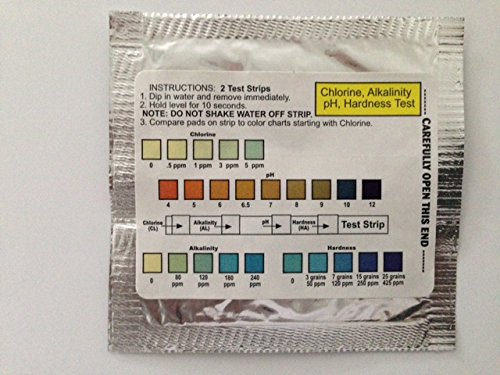 INSTRUCTIONS: 2 Test Strips
1. Dip in water and remove immediately.
2. Hold level for 10 seconds.
NOTE: DO NOT SHAKE WATER OFF STRIP.
3. Compare pads on strip to color charts starting with Chlorine.
Chlorine, Alkalinity
pH, Hardness Test
------ CAREFULLY OPEN THIS END ------
Chlorine
0 .5 ppm 1 ppm 3 ppm 5 ppm
pH
4 5 6 6.5 7 8 9 10 12
Chlorine (CL) Alkalinity (AL) pH Hardness (HA) Test Strip
Alkalinity
0 80 ppm 120 ppm 180 ppm 240 ppm
Hardness
0 3 grains 50 ppm 7 grains 120 ppm 15 grains 250 ppm 25 grains 425 ppm